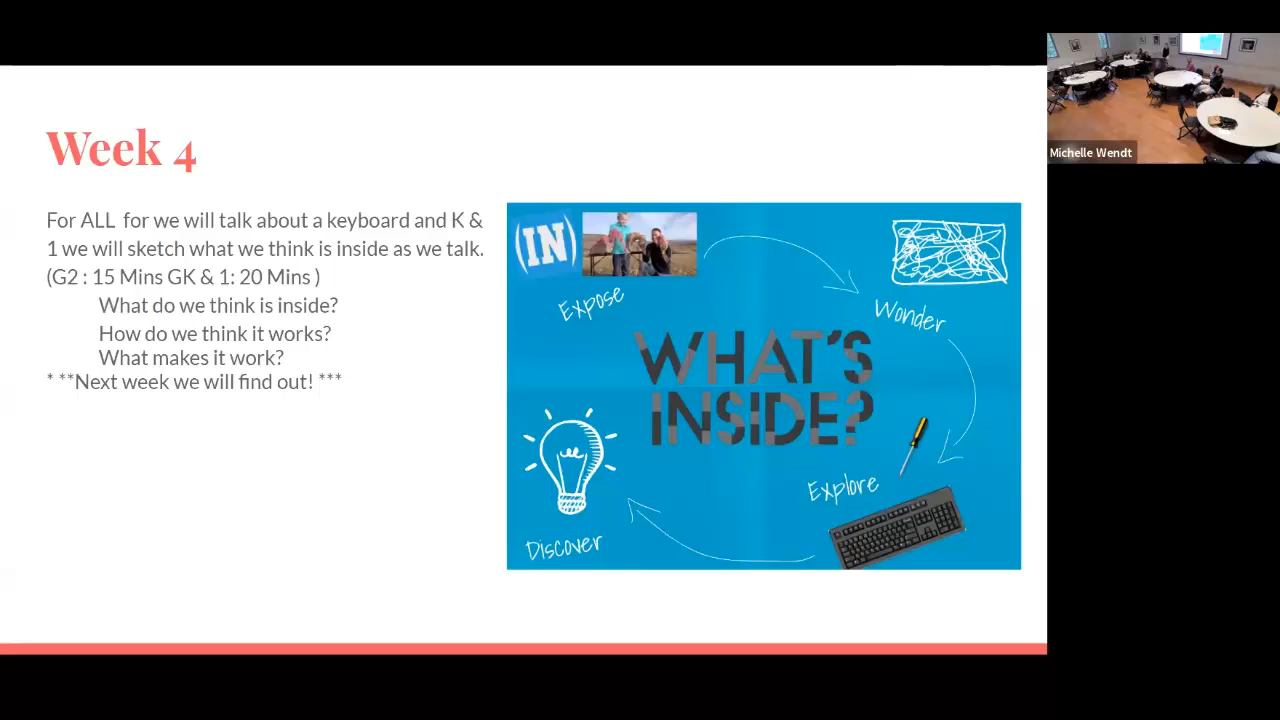 Week 4
For ALL  for we will talk about a keyboard and K &
1 we will sketch what we think is inside as we talk.
(G2 : 15 Mins GK & 1: 20 Mins )
What do we think is inside?
How do we think it works?
What makes it work?
* **Next week we will find out! ***
(IN)
Expose
Wonder
WHAT'S
INSIDE?
Explore
Discover
Michelle Wendt